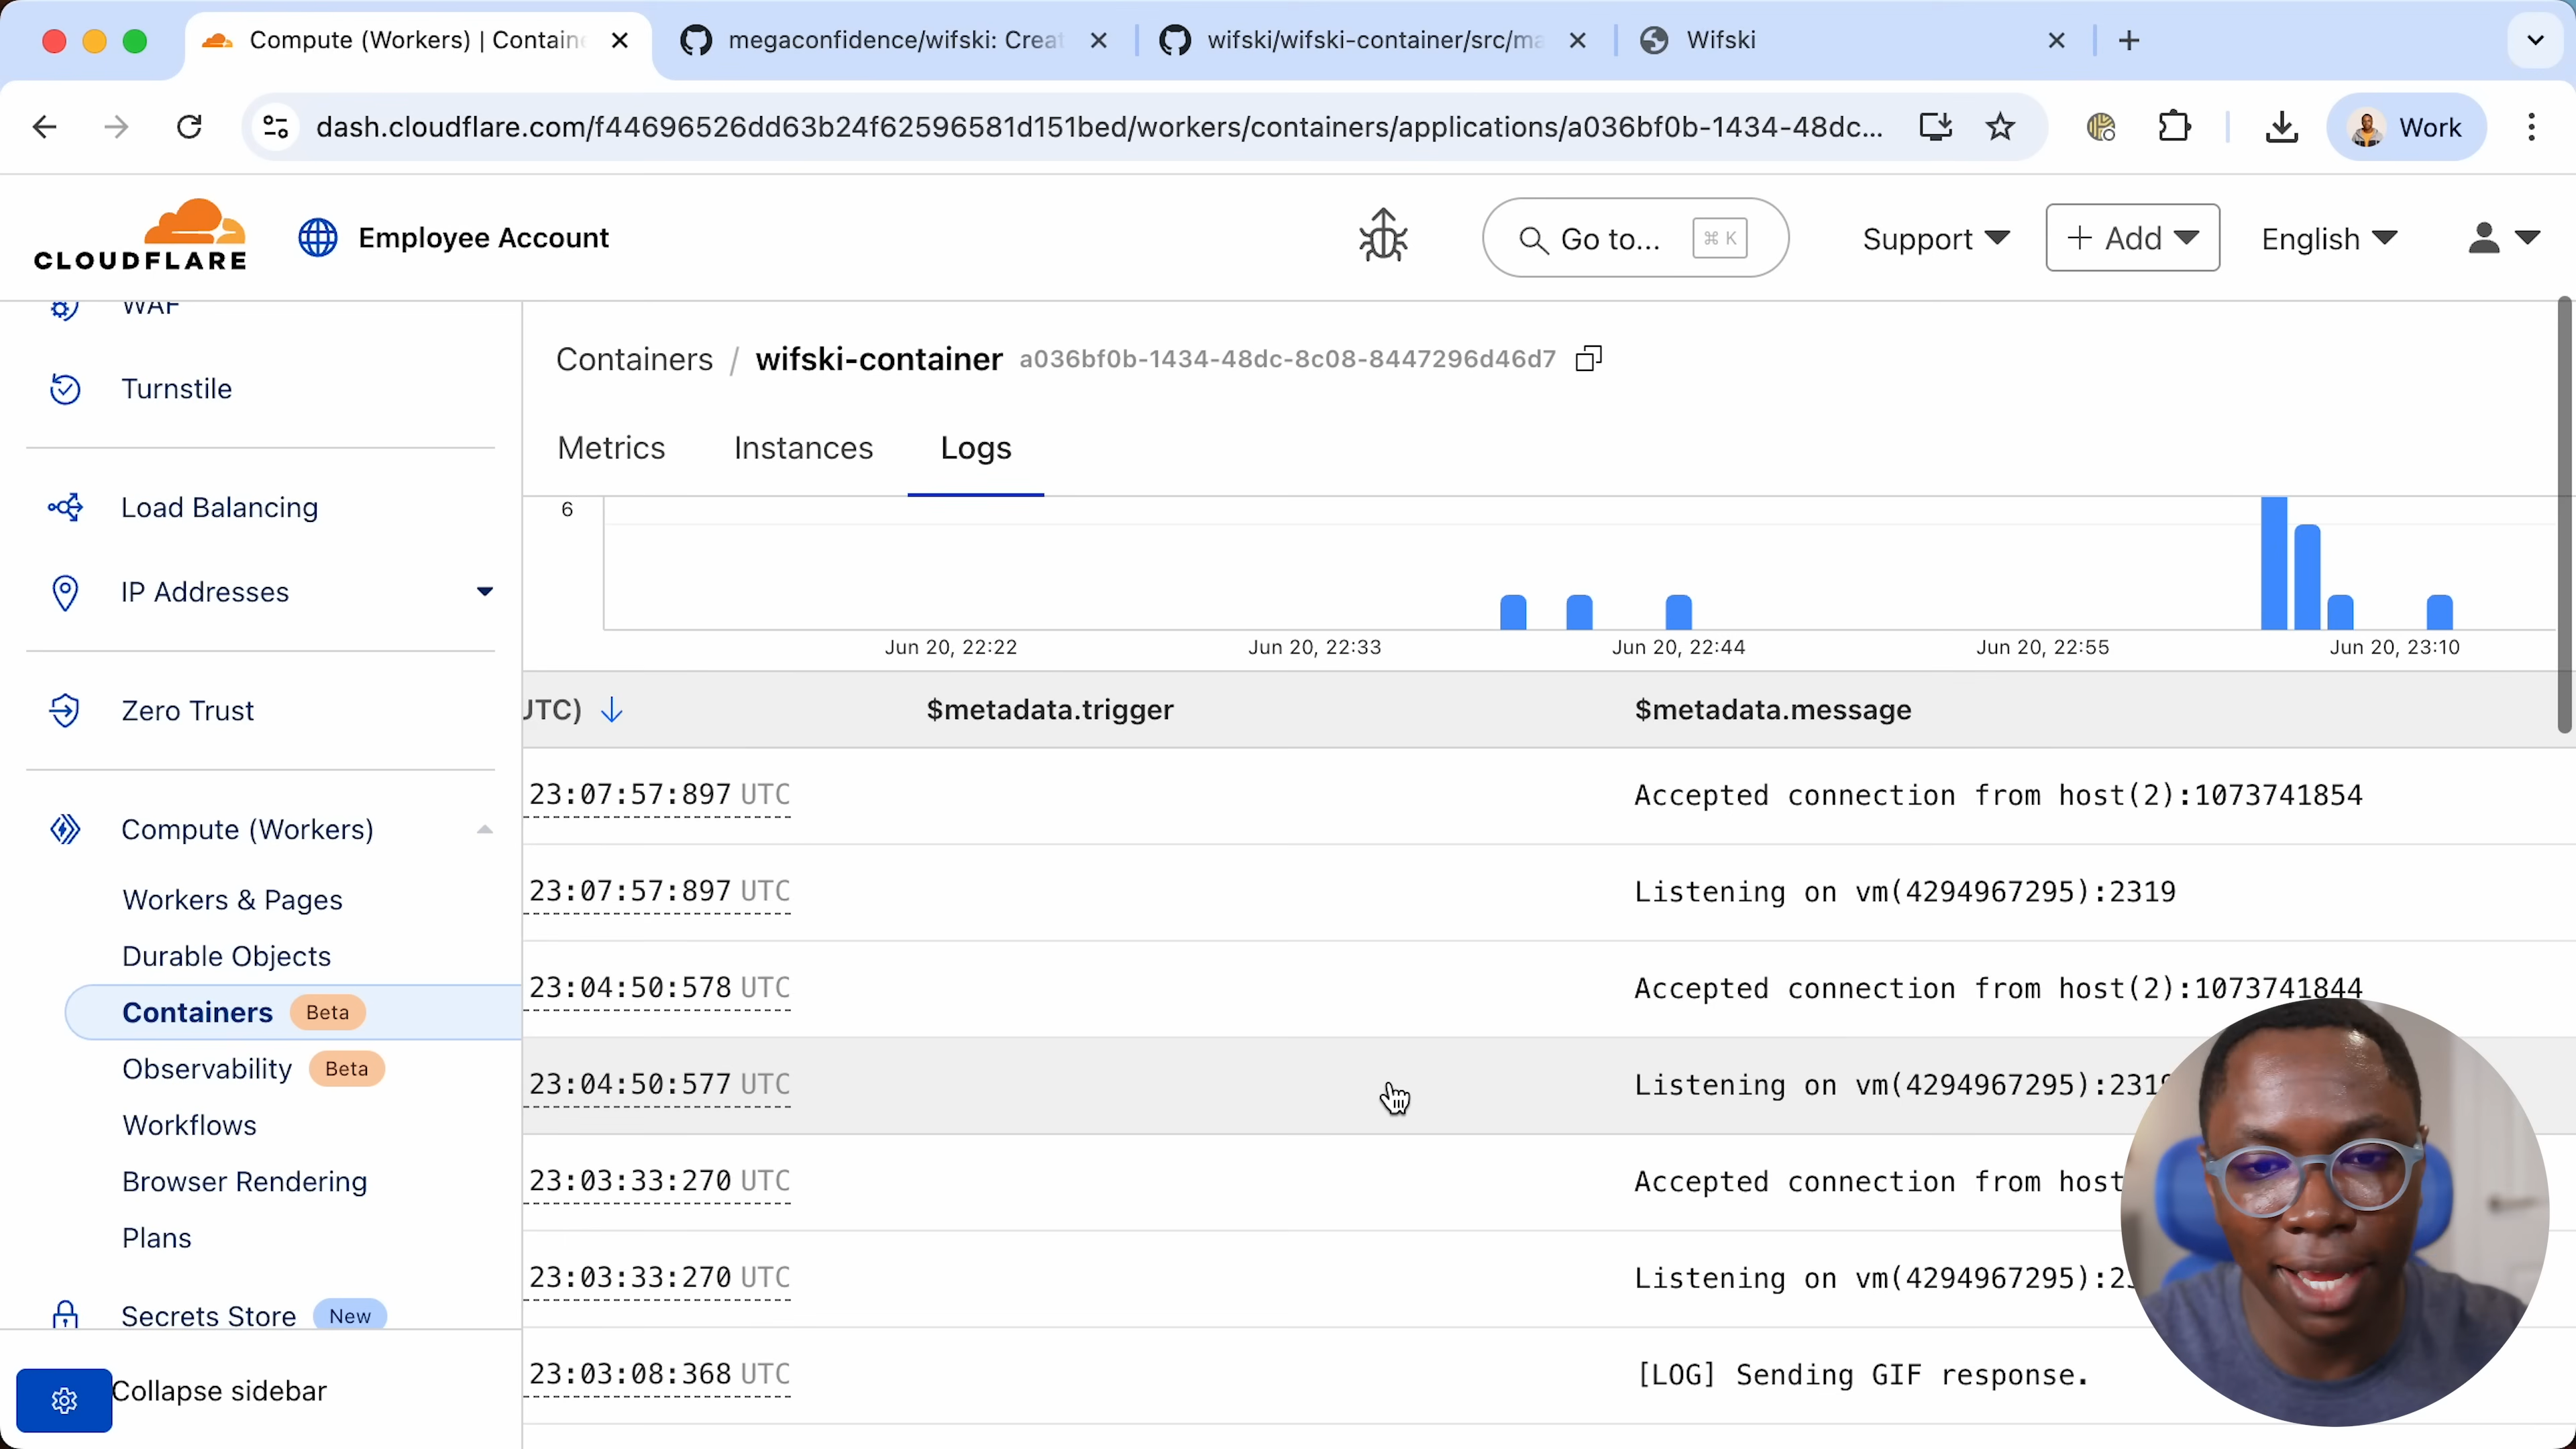 Compute (Workers) | Containe
megaconfidence/wifski: Creat
wifski/wifski-container/src/ma
Wifski
dash.cloudflare.com/f44696526dd63b24f62596581d151bed/workers/containers/applications/a036bf0b-1434-48dc...
Work
CLOUDFLARE
Employee Account
Go to...
⌘ K
Support
+ Add
English
WAF
Turnstile
Load Balancing
IP Addresses
Zero Trust
Compute (Workers)
Workers & Pages
Durable Objects
Containers Beta
Observability Beta
Workflows
Browser Rendering
Plans
Secrets Store New
Collapse sidebar
Containers / wifski-container a036bf0b-1434-48dc-8c08-8447296d46d7
Metrics
Instances
Logs
6
Jun 20, 22:22
Jun 20, 22:33
Jun 20, 22:44
Jun 20, 22:55
Jun 20, 23:10
UTC) $metadata.trigger $metadata.message
23:07:57:897 UTC Accepted connection from host(2):1073741854
23:07:57:897 UTC Listening on vm(4294967295):2319
23:04:50:578 UTC Accepted connection from host(2):1073741844
23:04:50:577 UTC Listening on vm(4294967295):2319
23:03:33:270 UTC Accepted connection from host
23:03:33:270 UTC Listening on vm(4294967295):23
23:03:08:368 UTC [LOG] Sending GIF response.